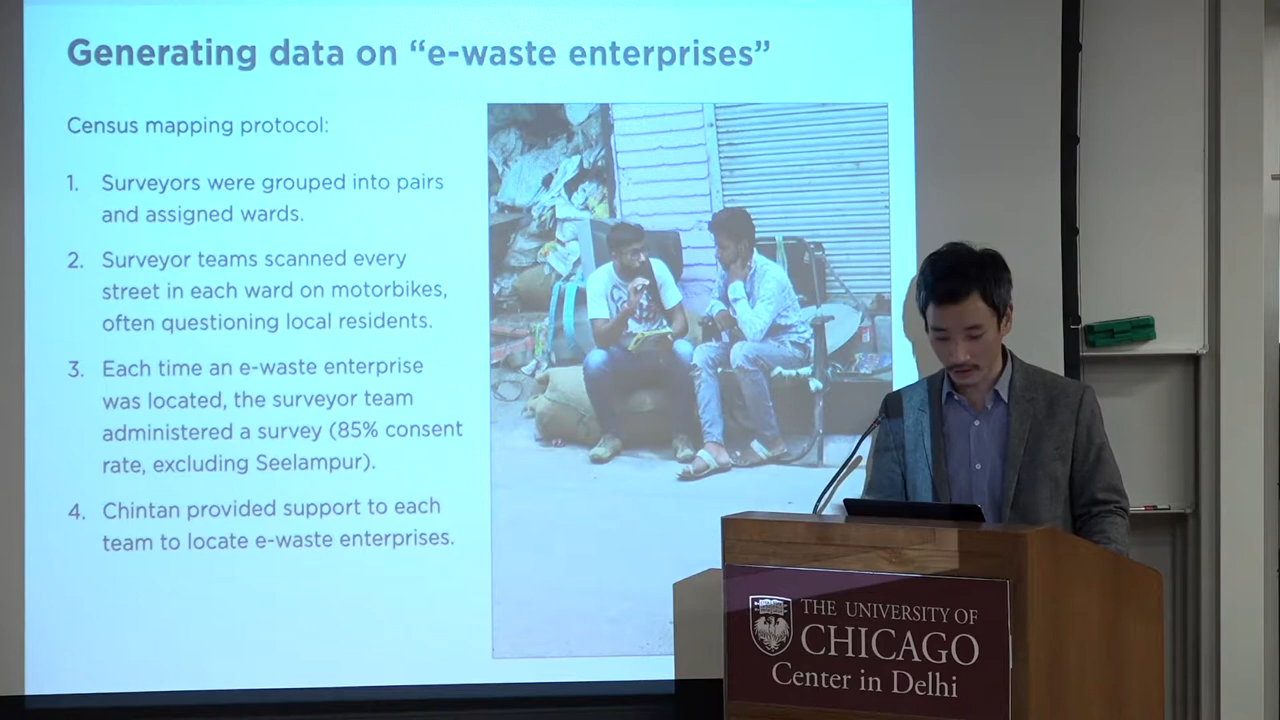 Generating data on “e-waste enterprises”
Census mapping protocol:
1. Surveyors were grouped into pairs
and assigned wards.
2. Surveyor teams scanned every
street in each ward on motorbikes,
often questioning local residents.
3. Each time an e-waste enterprise
was located, the surveyor team
administered a survey (85% consent
rate, excluding Seelampur).
4. Chintan provided support to each
team to locate e-waste enterprises.
THE UNIVERSITY OF
CHICAGO
Center in Delhi